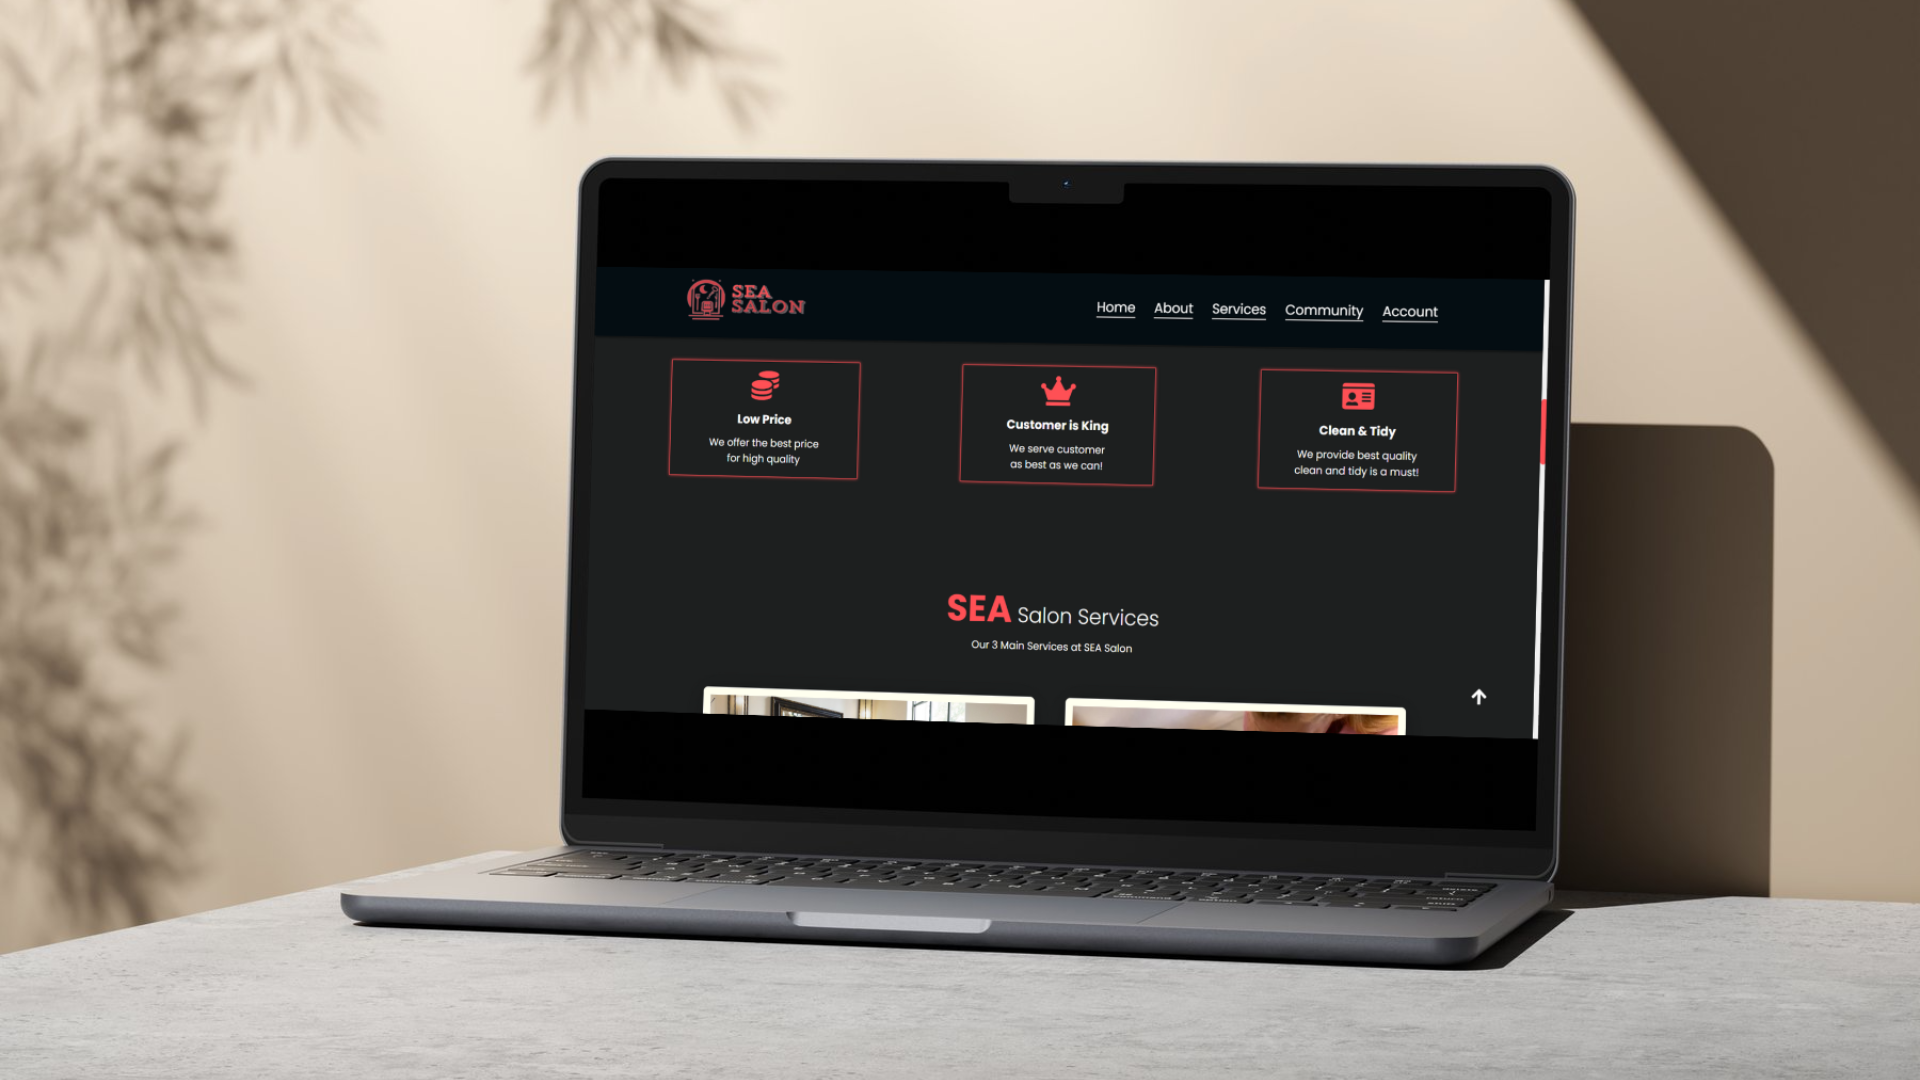 SEA
SALON
Home About Services Community Account
Low Price
We offer the best price
for high quality
Customer is King
We serve customer
as best as we can!
Clean & Tidy
We provide best quality
clean and tidy is a must!
SEA Salon Services
Our 3 Main Services at SEA Salon